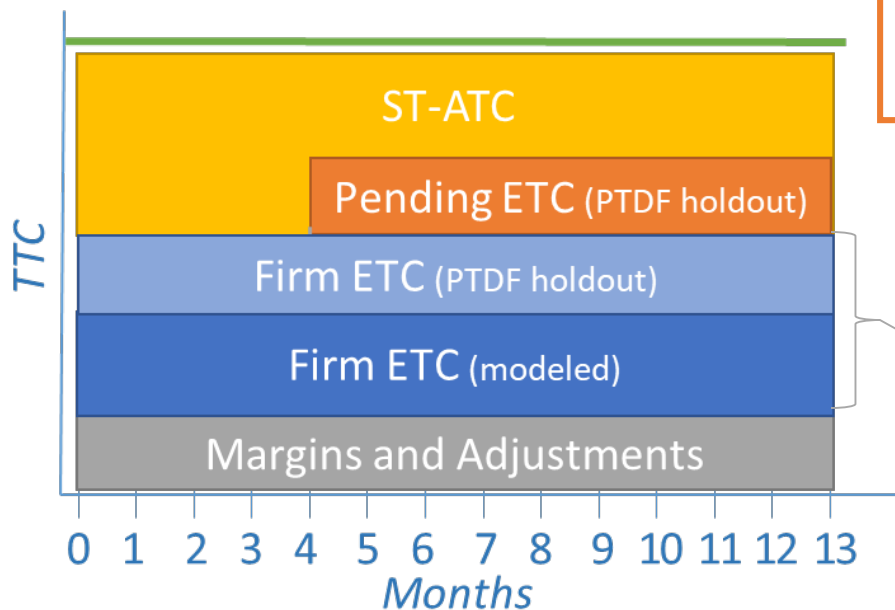 ST-ATC
Pending ETC (PTDF holdout)
TTC
Firm ETC (PTDF holdout)
Firm ETC (modeled)
Margins and Adjustments
0 1 2 3 4 5 6 7 8 9 10 11 12 13
Months